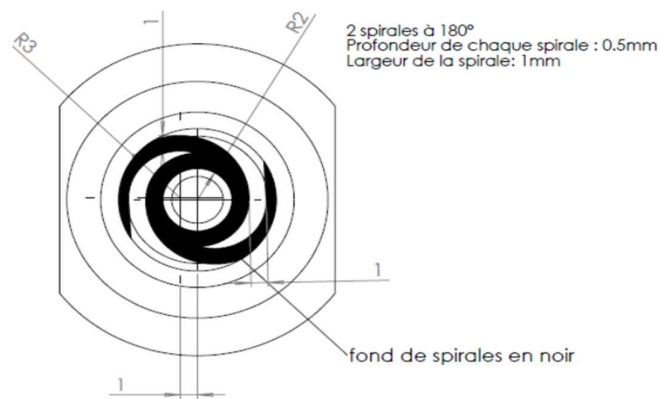 R3
1
R2
2 spirales à 180°
Profondeur de chaque spirale : 0.5mm
Largeur de la spirale: 1mm
1
fond de spirales en noir
1